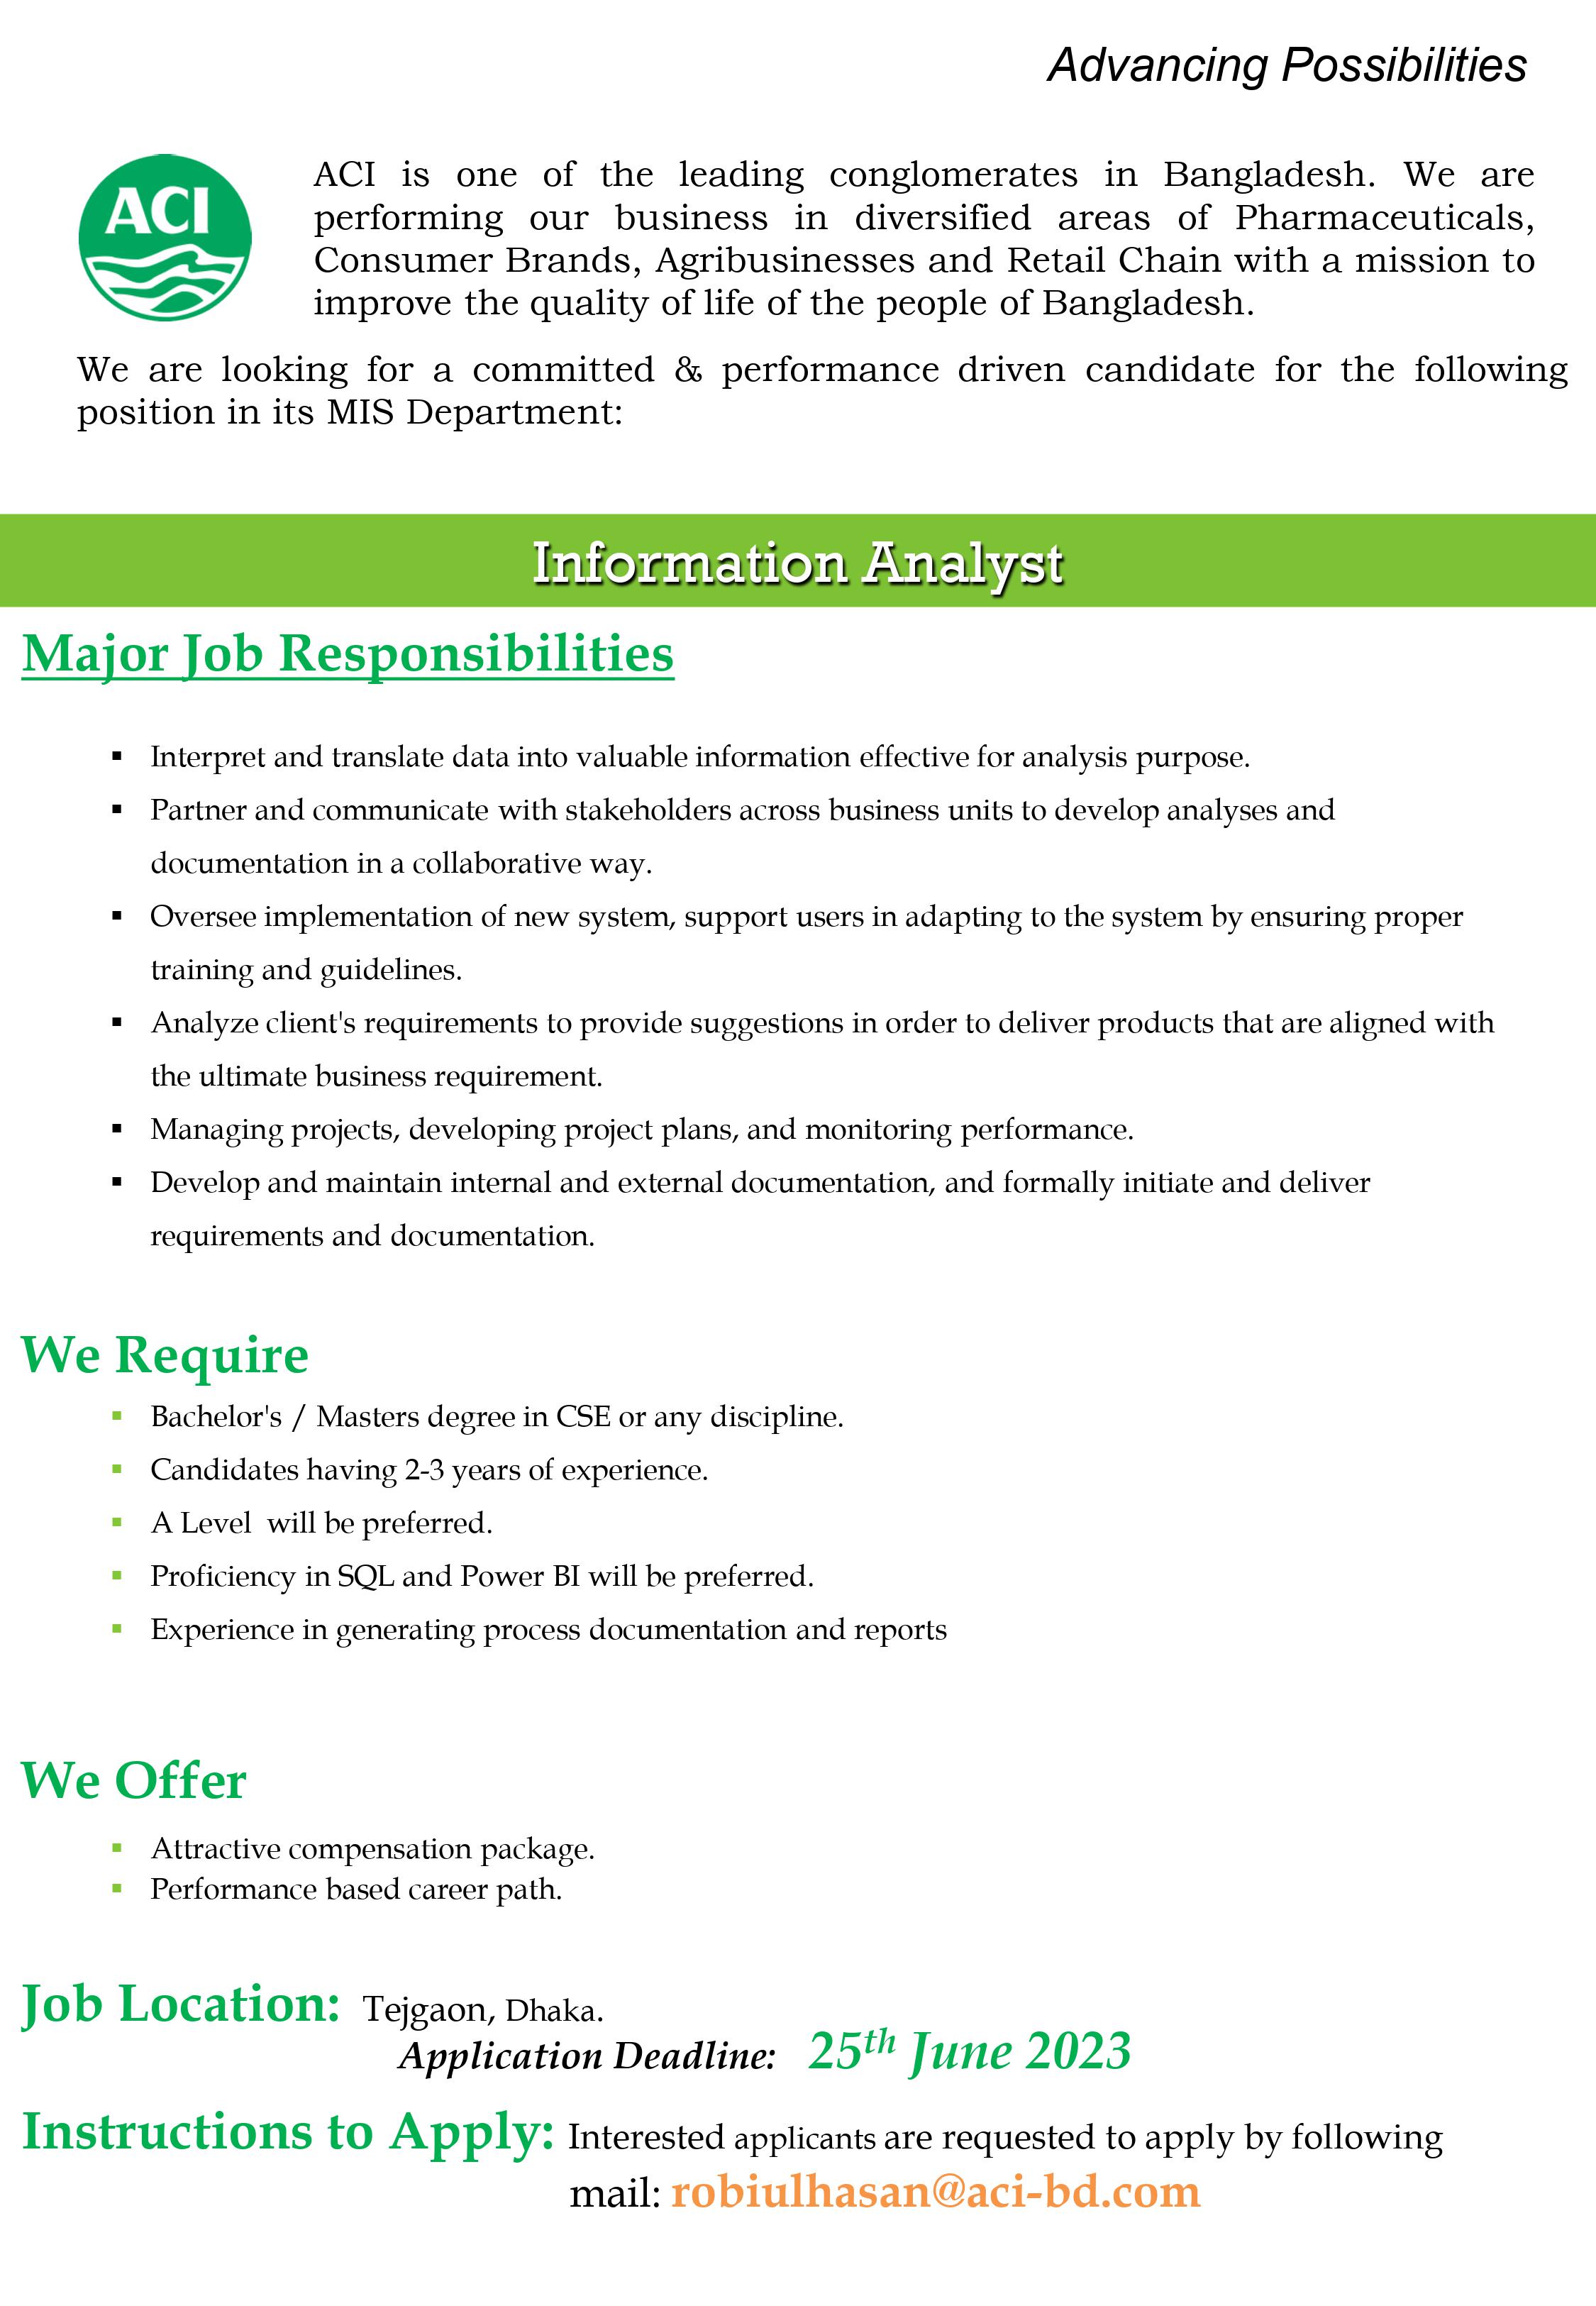 Advancing Possibilities
ACI
ACI is one of the leading conglomerates in Bangladesh. We are
performing our business in diversified areas of Pharmaceuticals,
Consumer Brands, Agribusinesses and Retail Chain with a mission to
improve the quality of life of the people of Bangladesh.
We are looking for a committed & performance driven candidate for the following
position in its MIS Department:
Information Analyst
Major Job Responsibilities
▪ Interpret and translate data into valuable information effective for analysis purpose.
▪ Partner and communicate with stakeholders across business units to develop analyses and
documentation in a collaborative way.
▪ Oversee implementation of new system, support users in adapting to the system by ensuring proper
training and guidelines.
▪ Analyze client's requirements to provide suggestions in order to deliver products that are aligned with
the ultimate business requirement.
▪ Managing projects, developing project plans, and monitoring performance.
▪ Develop and maintain internal and external documentation, and formally initiate and deliver
requirements and documentation.
We Require
▪ Bachelor's / Masters degree in CSE or any discipline.
▪ Candidates having 2-3 years of experience.
▪ A Level will be preferred.
▪ Proficiency in SQL and Power BI will be preferred.
▪ Experience in generating process documentation and reports
We Offer
▪ Attractive compensation package.
▪ Performance based career path.
Job Location: Tejgaon, Dhaka.
Application Deadline: 25th June 2023
Instructions to Apply: Interested applicants are requested to apply by following
mail: robiulhasan@aci-bd.com